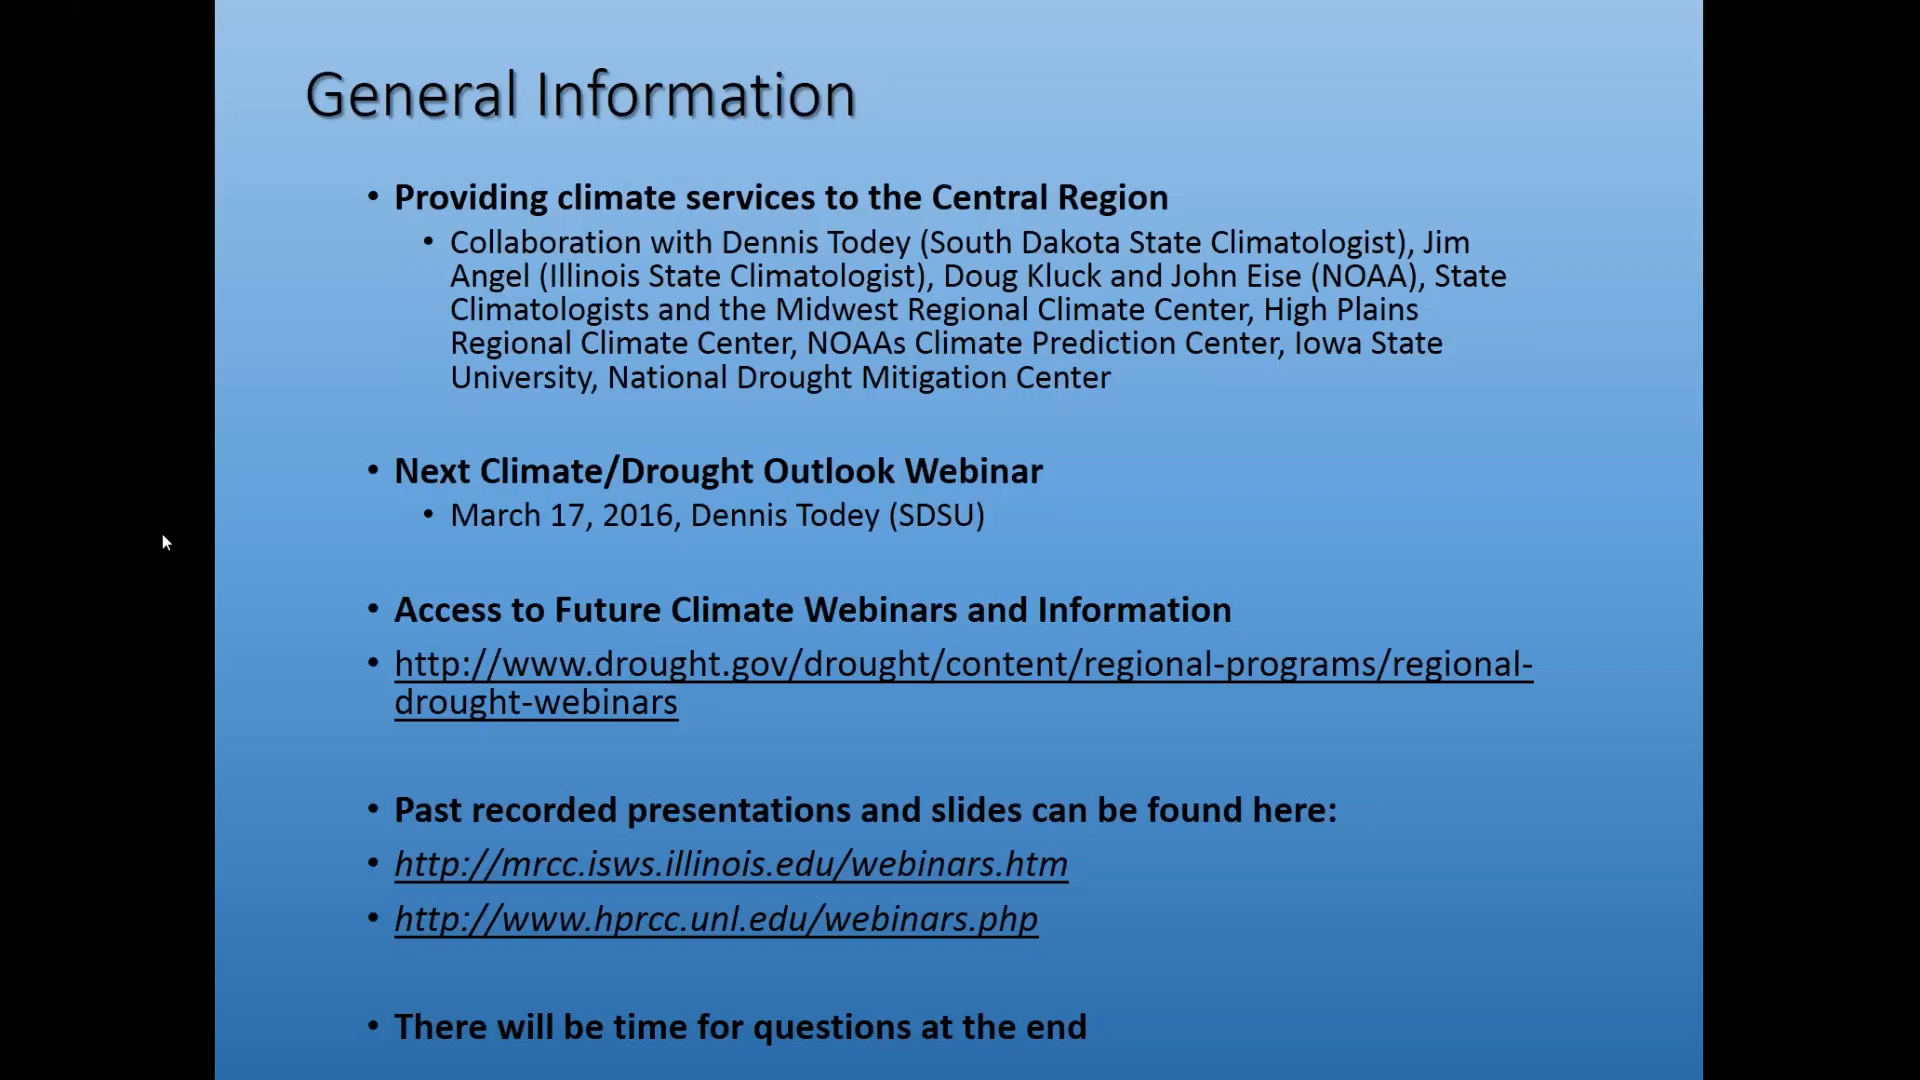 General Information
• Providing climate services to the Central Region
• Collaboration with Dennis Todey (South Dakota State Climatologist), Jim
Angel (Illinois State Climatologist), Doug Kluck and John Eise (NOAA), State
Climatologists and the Midwest Regional Climate Center, High Plains
Regional Climate Center, NOAAs Climate Prediction Center, Iowa State
University, National Drought Mitigation Center
• Next Climate/Drought Outlook Webinar
• March 17, 2016, Dennis Todey (SDSU)
• Access to Future Climate Webinars and Information
• http://www.drought.gov/drought/content/regional-programs/regional-
drought-webinars
• Past recorded presentations and slides can be found here:
• http://mrcc.isws.illinois.edu/webinars.htm
• http://www.hprcc.unl.edu/webinars.php
• There will be time for questions at the end